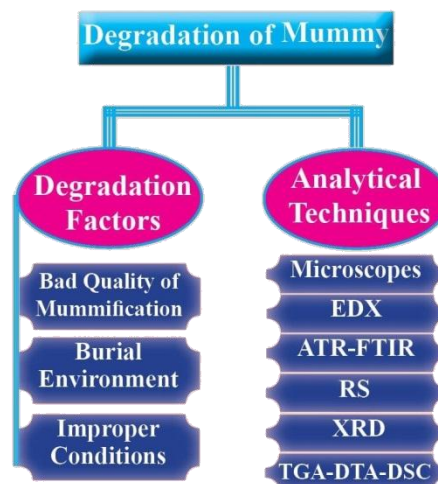 Degradation of Mummy
Degradation
Factors
Bad Quality of
Mummification
Burial
Environment
Improper
Conditions
Analytical
Techniques
Microscopes
EDX
ATR-FTIR
RS
XRD
TGA-DTA-DSC